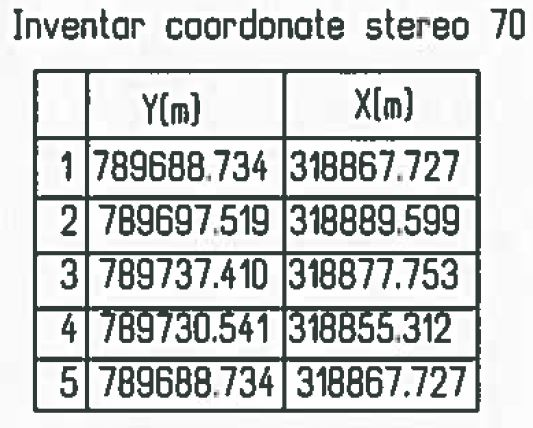 Inventar coordonate stereo 70
Y(m) X(m)
1 789688.734 318867.727
2 789697.519 318889.599
3 789737.410 318877.753
4 789730.541 318855.312
5 789688.734 318867.727